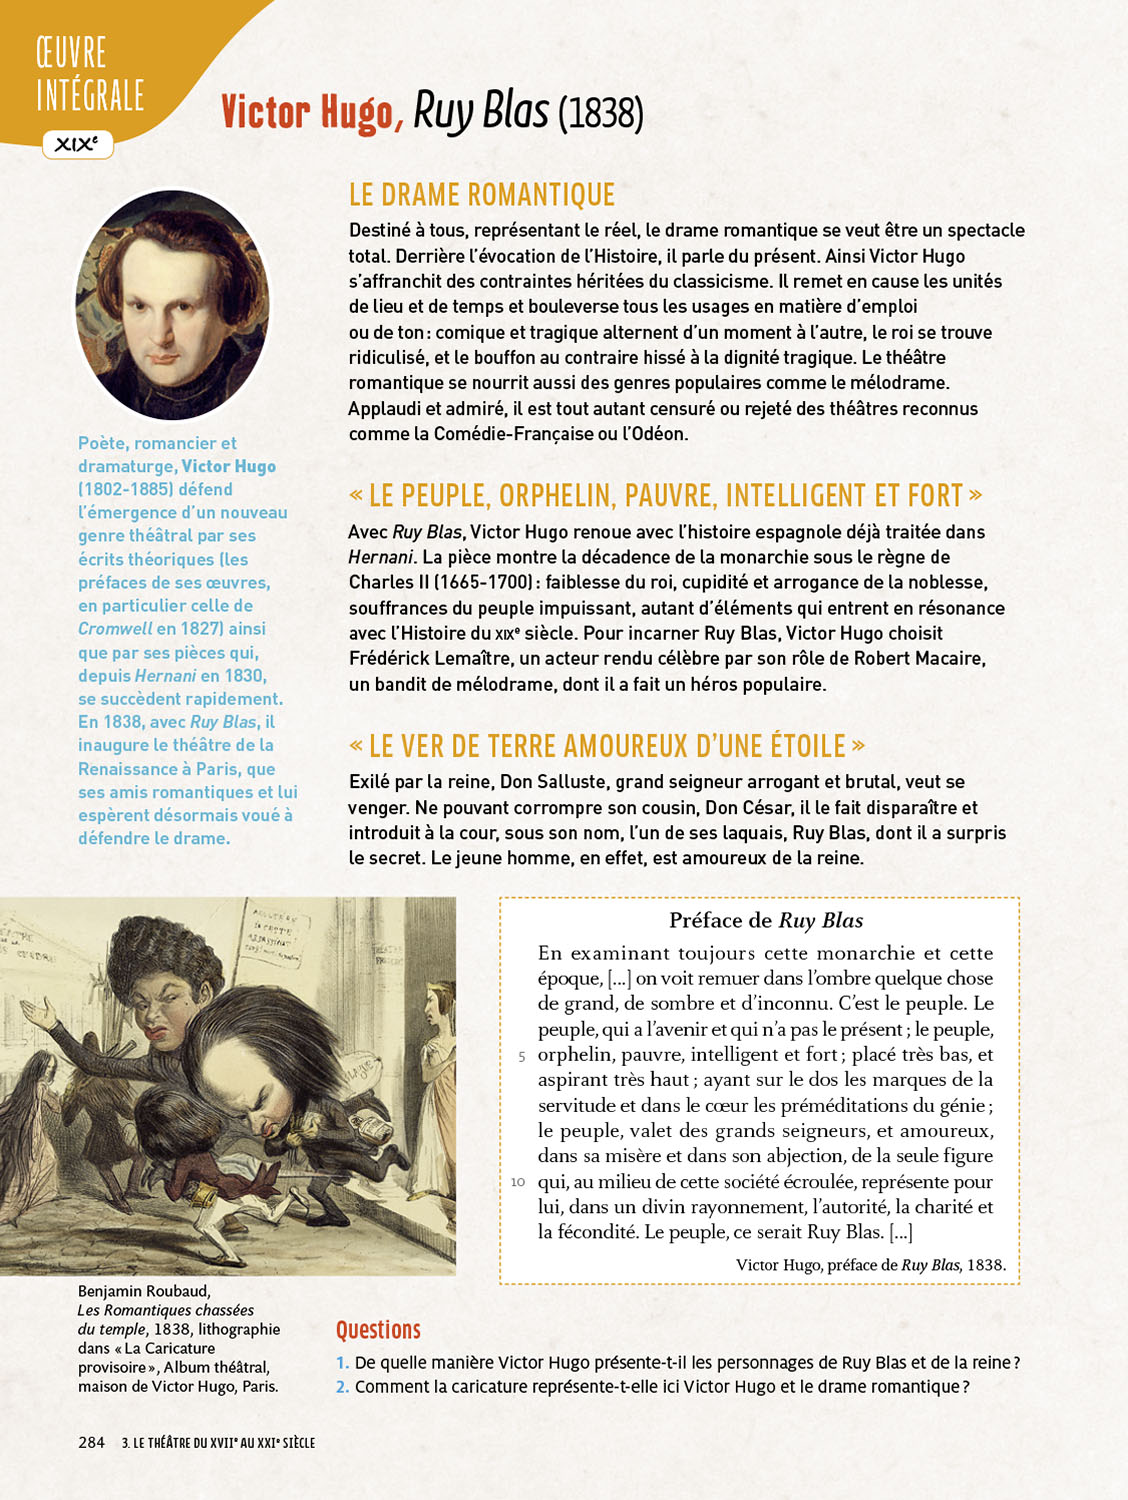 ŒUVRE
INTÉGRALE
XIXe
Victor Hugo, Ruy Blas (1838)
LE DRAME ROMANTIQUE
Destiné à tous, représentant le réel, le drame romantique se veut être un spectacle
total. Derrière l’évocation de l’Histoire, il parle du présent. Ainsi Victor Hugo
s’affranchit des contraintes héritées du classicisme. Il remet en cause les unités
de lieu et de temps et bouleverse tous les usages en matière d’emploi
ou de ton : comique et tragique alternent d’un moment à l’autre, le roi se trouve
ridiculisé, et le bouffon au contraire hissé à la dignité tragique. Le théâtre
romantique se nourrit aussi des genres populaires comme le mélodrame.
Applaudi et admiré, il est tout autant censuré ou rejeté des théâtres reconnus
comme la Comédie-Française ou l’Odéon.
Poète, romancier et
dramaturge, Victor Hugo
(1802-1885) défend
l’émergence d’un nouveau
genre théâtral par ses
écrits théoriques (les
préfaces de ses œuvres,
en particulier celle de
Cromwell en 1827) ainsi
que par ses pièces qui,
depuis Hernani en 1830,
se succèdent rapidement.
En 1838, avec Ruy Blas, il
inaugure le théâtre de la
Renaissance à Paris, que
ses amis romantiques et lui
espèrent désormais voué à
défendre le drame.
« LE PEUPLE, ORPHELIN, PAUVRE, INTELLIGENT ET FORT »
Avec Ruy Blas, Victor Hugo renoue avec l’histoire espagnole déjà traitée dans
Hernani. La pièce montre la décadence de la monarchie sous le règne de
Charles II (1665-1700) : faiblesse du roi, cupidité et arrogance de la noblesse,
souffrances du peuple impuissant, autant d’éléments qui entrent en résonance
avec l’Histoire du XIXe siècle. Pour incarner Ruy Blas, Victor Hugo choisit
Frédérick Lemaître, un acteur rendu célèbre par son rôle de Robert Macaire,
un bandit de mélodrame, dont il a fait un héros populaire.
« LE VER DE TERRE AMOUREUX D’UNE ÉTOILE »
Exilé par la reine, Don Salluste, grand seigneur arrogant et brutal, veut se
venger. Ne pouvant corrompre son cousin, Don César, il le fait disparaître et
introduit à la cour, sous son nom, l’un de ses laquais, Ruy Blas, dont il a surpris
le secret. Le jeune homme, en effet, est amoureux de la reine.
Benjamin Roubaud,
Les Romantiques chassées
du temple, 1838, lithographie
dans « La Caricature
provisoire », Album théâtral,
maison de Victor Hugo, Paris.
Préface de Ruy Blas
En examinant toujours cette monarchie et cette
époque, [...] on voit remuer dans l’ombre quelque chose
de grand, de sombre et d’inconnu. C’est le peuple. Le
peuple, qui a l’avenir et qui n’a pas le présent ; le peuple,
5 orphelin, pauvre, intelligent et fort ; placé très bas, et
aspirant très haut ; ayant sur le dos les marques de la
servitude et dans le cœur les préméditations du génie ;
le peuple, valet des grands seigneurs, et amoureux,
dans sa misère et dans son abjection, de la seule figure
10 qui, au milieu de cette société écroulée, représente pour
lui, dans un divin rayonnement, l’autorité, la charité et
la fécondité. Le peuple, ce serait Ruy Blas. [...]
Victor Hugo, préface de Ruy Blas, 1838.
Questions
1. De quelle manière Victor Hugo présente-t-il les personnages de Ruy Blas et de la reine ?
2. Comment la caricature représente-t-elle ici Victor Hugo et le drame romantique ?
284 3. LE THÉÂTRE DU XVIIe AU XXIe SIÈCLE